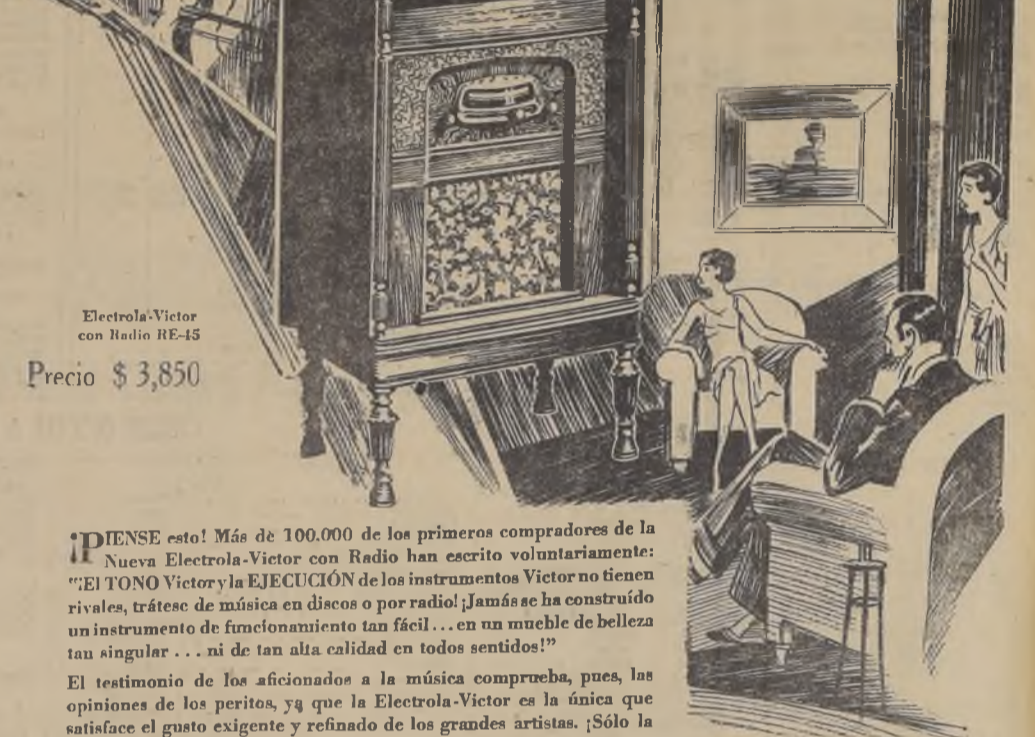 Electrola-Victor
con Radio RE-45
Precio $ 3,850
¡PIENSE esto! Más de 100.000 de los primeros compradores de la
Nueva Electrola-Victor con Radio han escrito voluntariamente:
"¡El TONO Victor y la EJECUCIÓN de los instrumentos Victor no tienen
rivales, trátese de música en discos o por radio! ¡Jamás se ha construído
un instrumento de funcionamiento tan fácil ... en un mueble de belleza
tan singular . . . ni de tan alta calidad en todos sentidos!"
El testimonio de los aficionados a la música comprueba, pues, las
opiniones de los peritos, ya que la Electrola-Victor es la única que
satisface el gusto exigente y refinado de los grandes artistas. ¡Sólo la